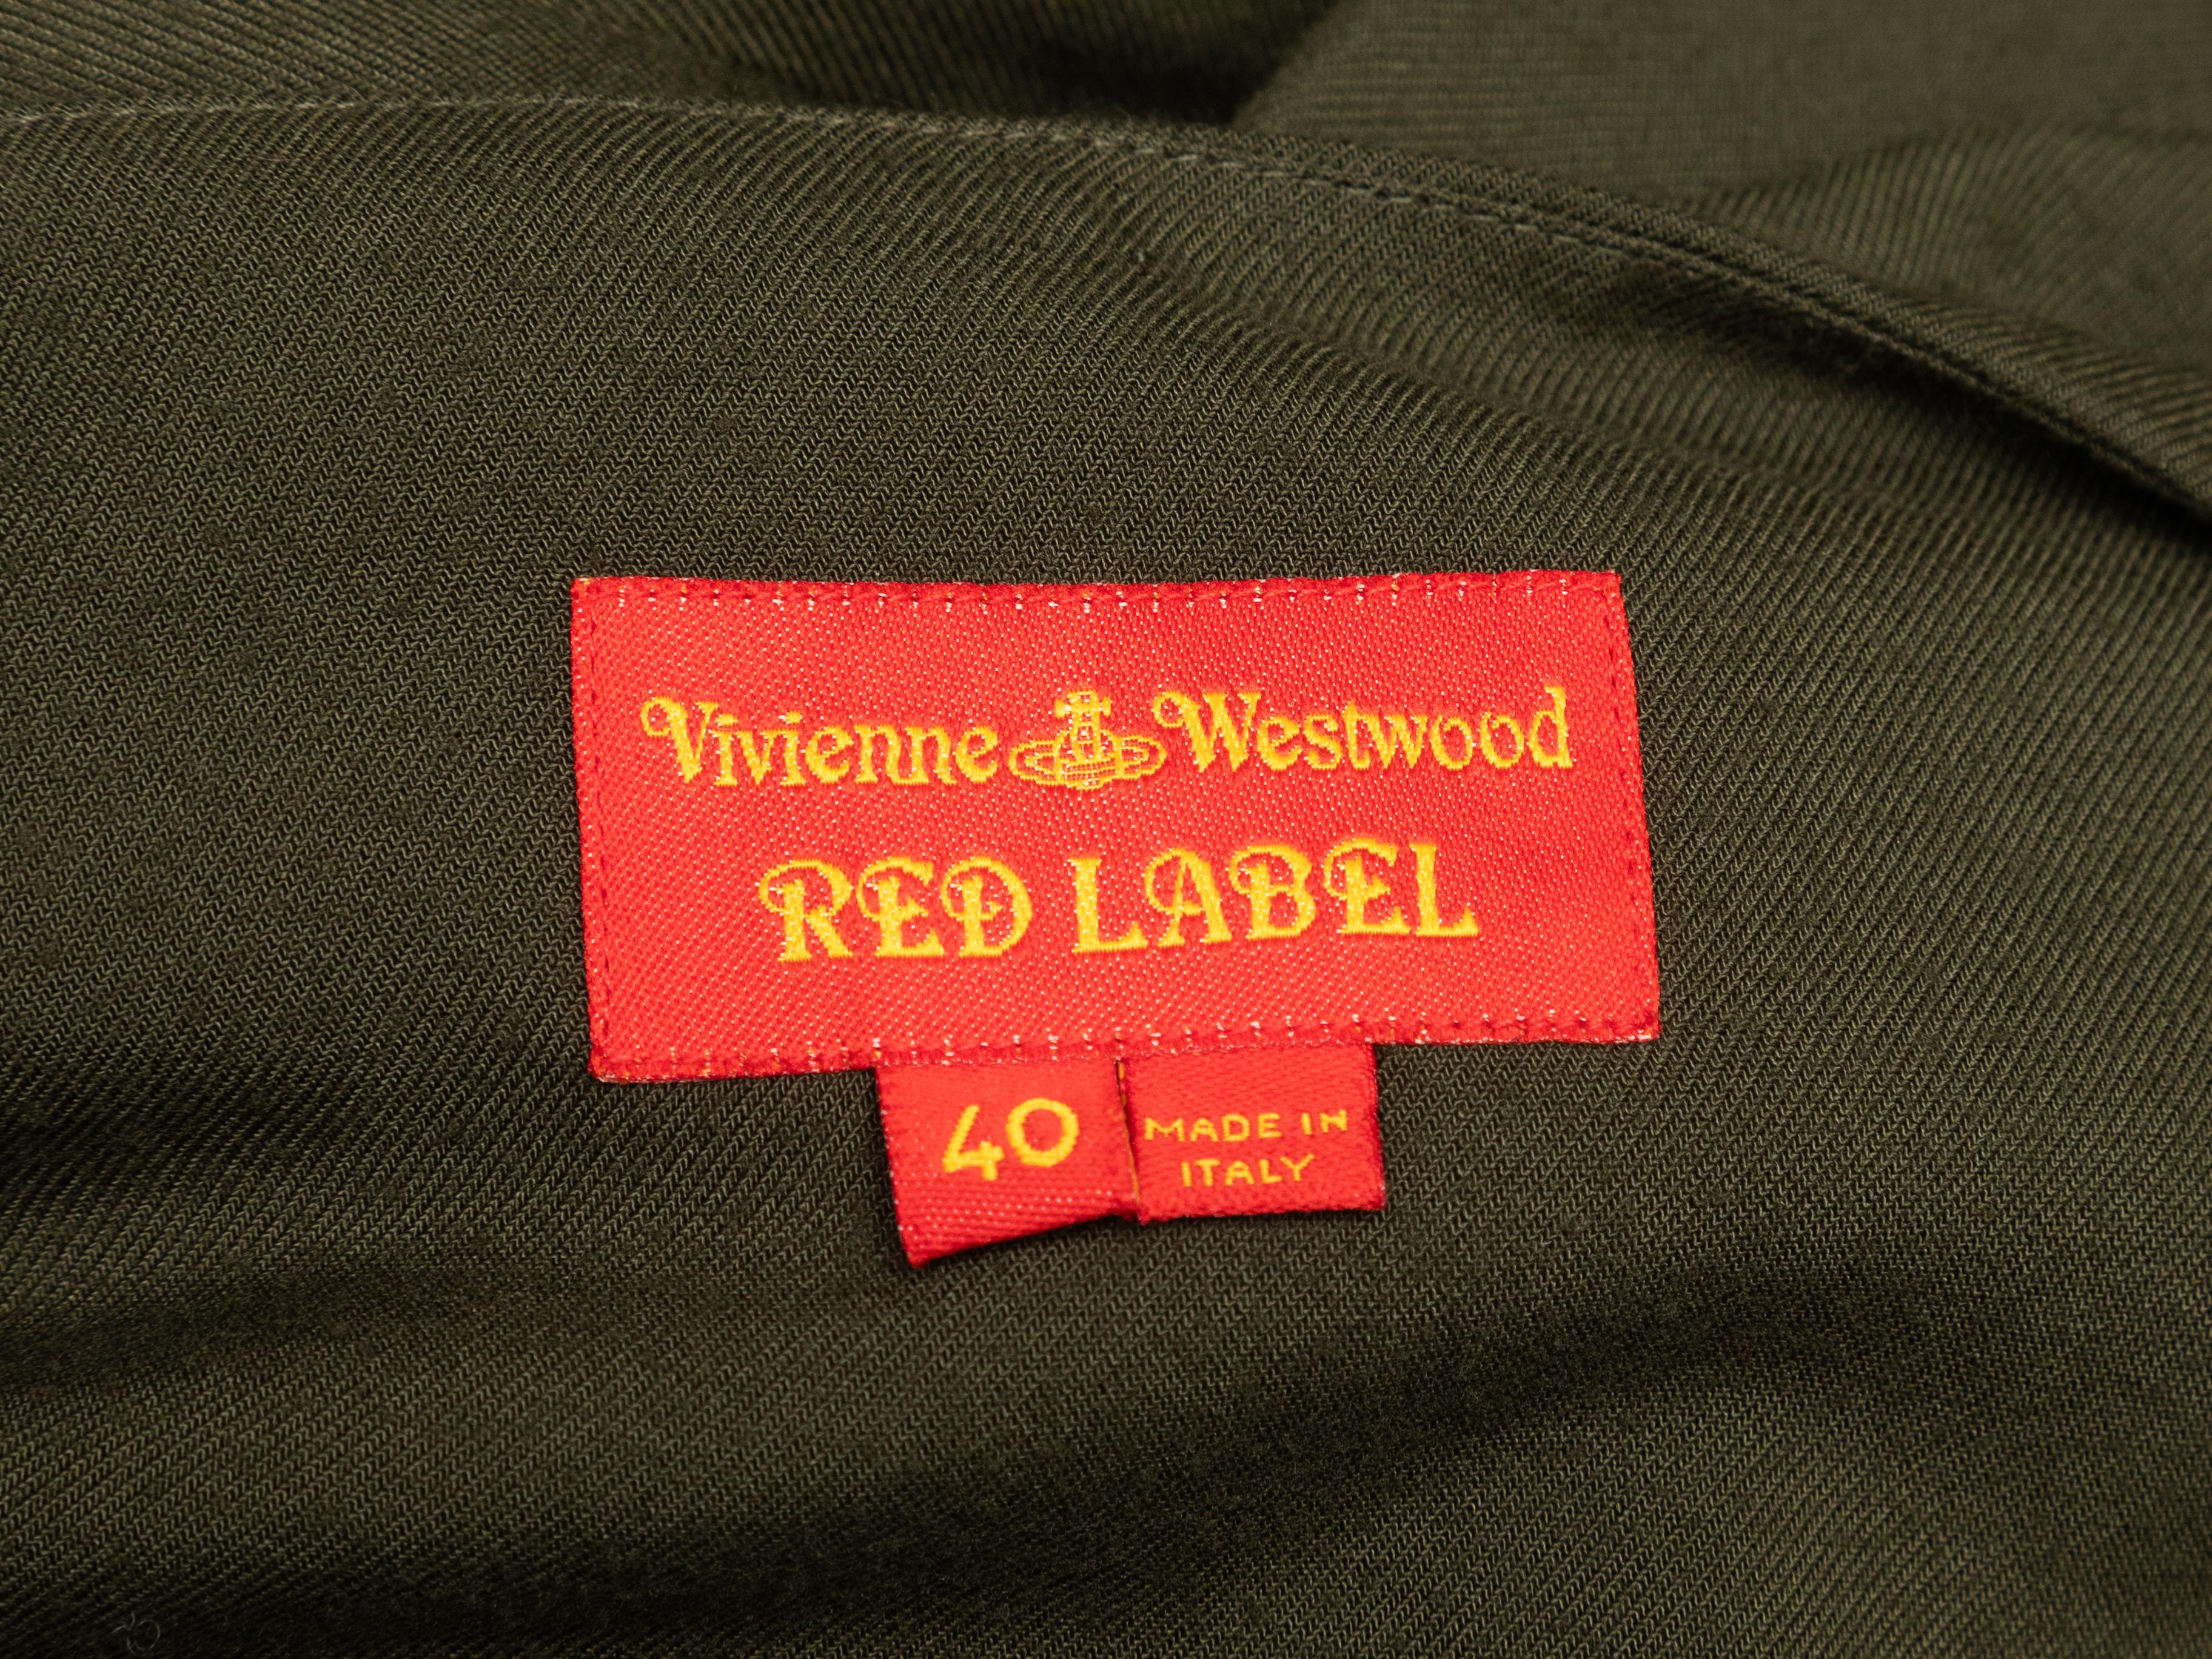 Vivienne Westwood
RED LABEL
40
MADE IN
ITALY